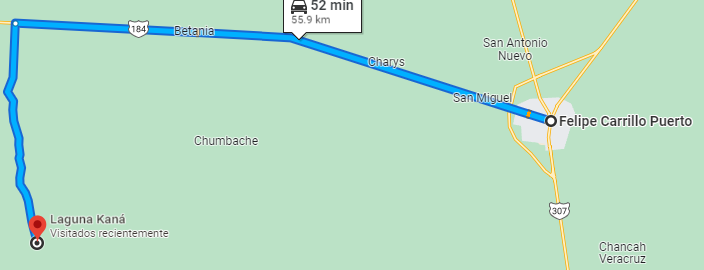 52 min
55.9 km
184
Betania
Charys
San Antonio
Nuevo
San Miguel
Felipe Carrillo Puerto
Chumbache
Laguna Kaná
Visitados recientemente
307
Chancah
Veracruz